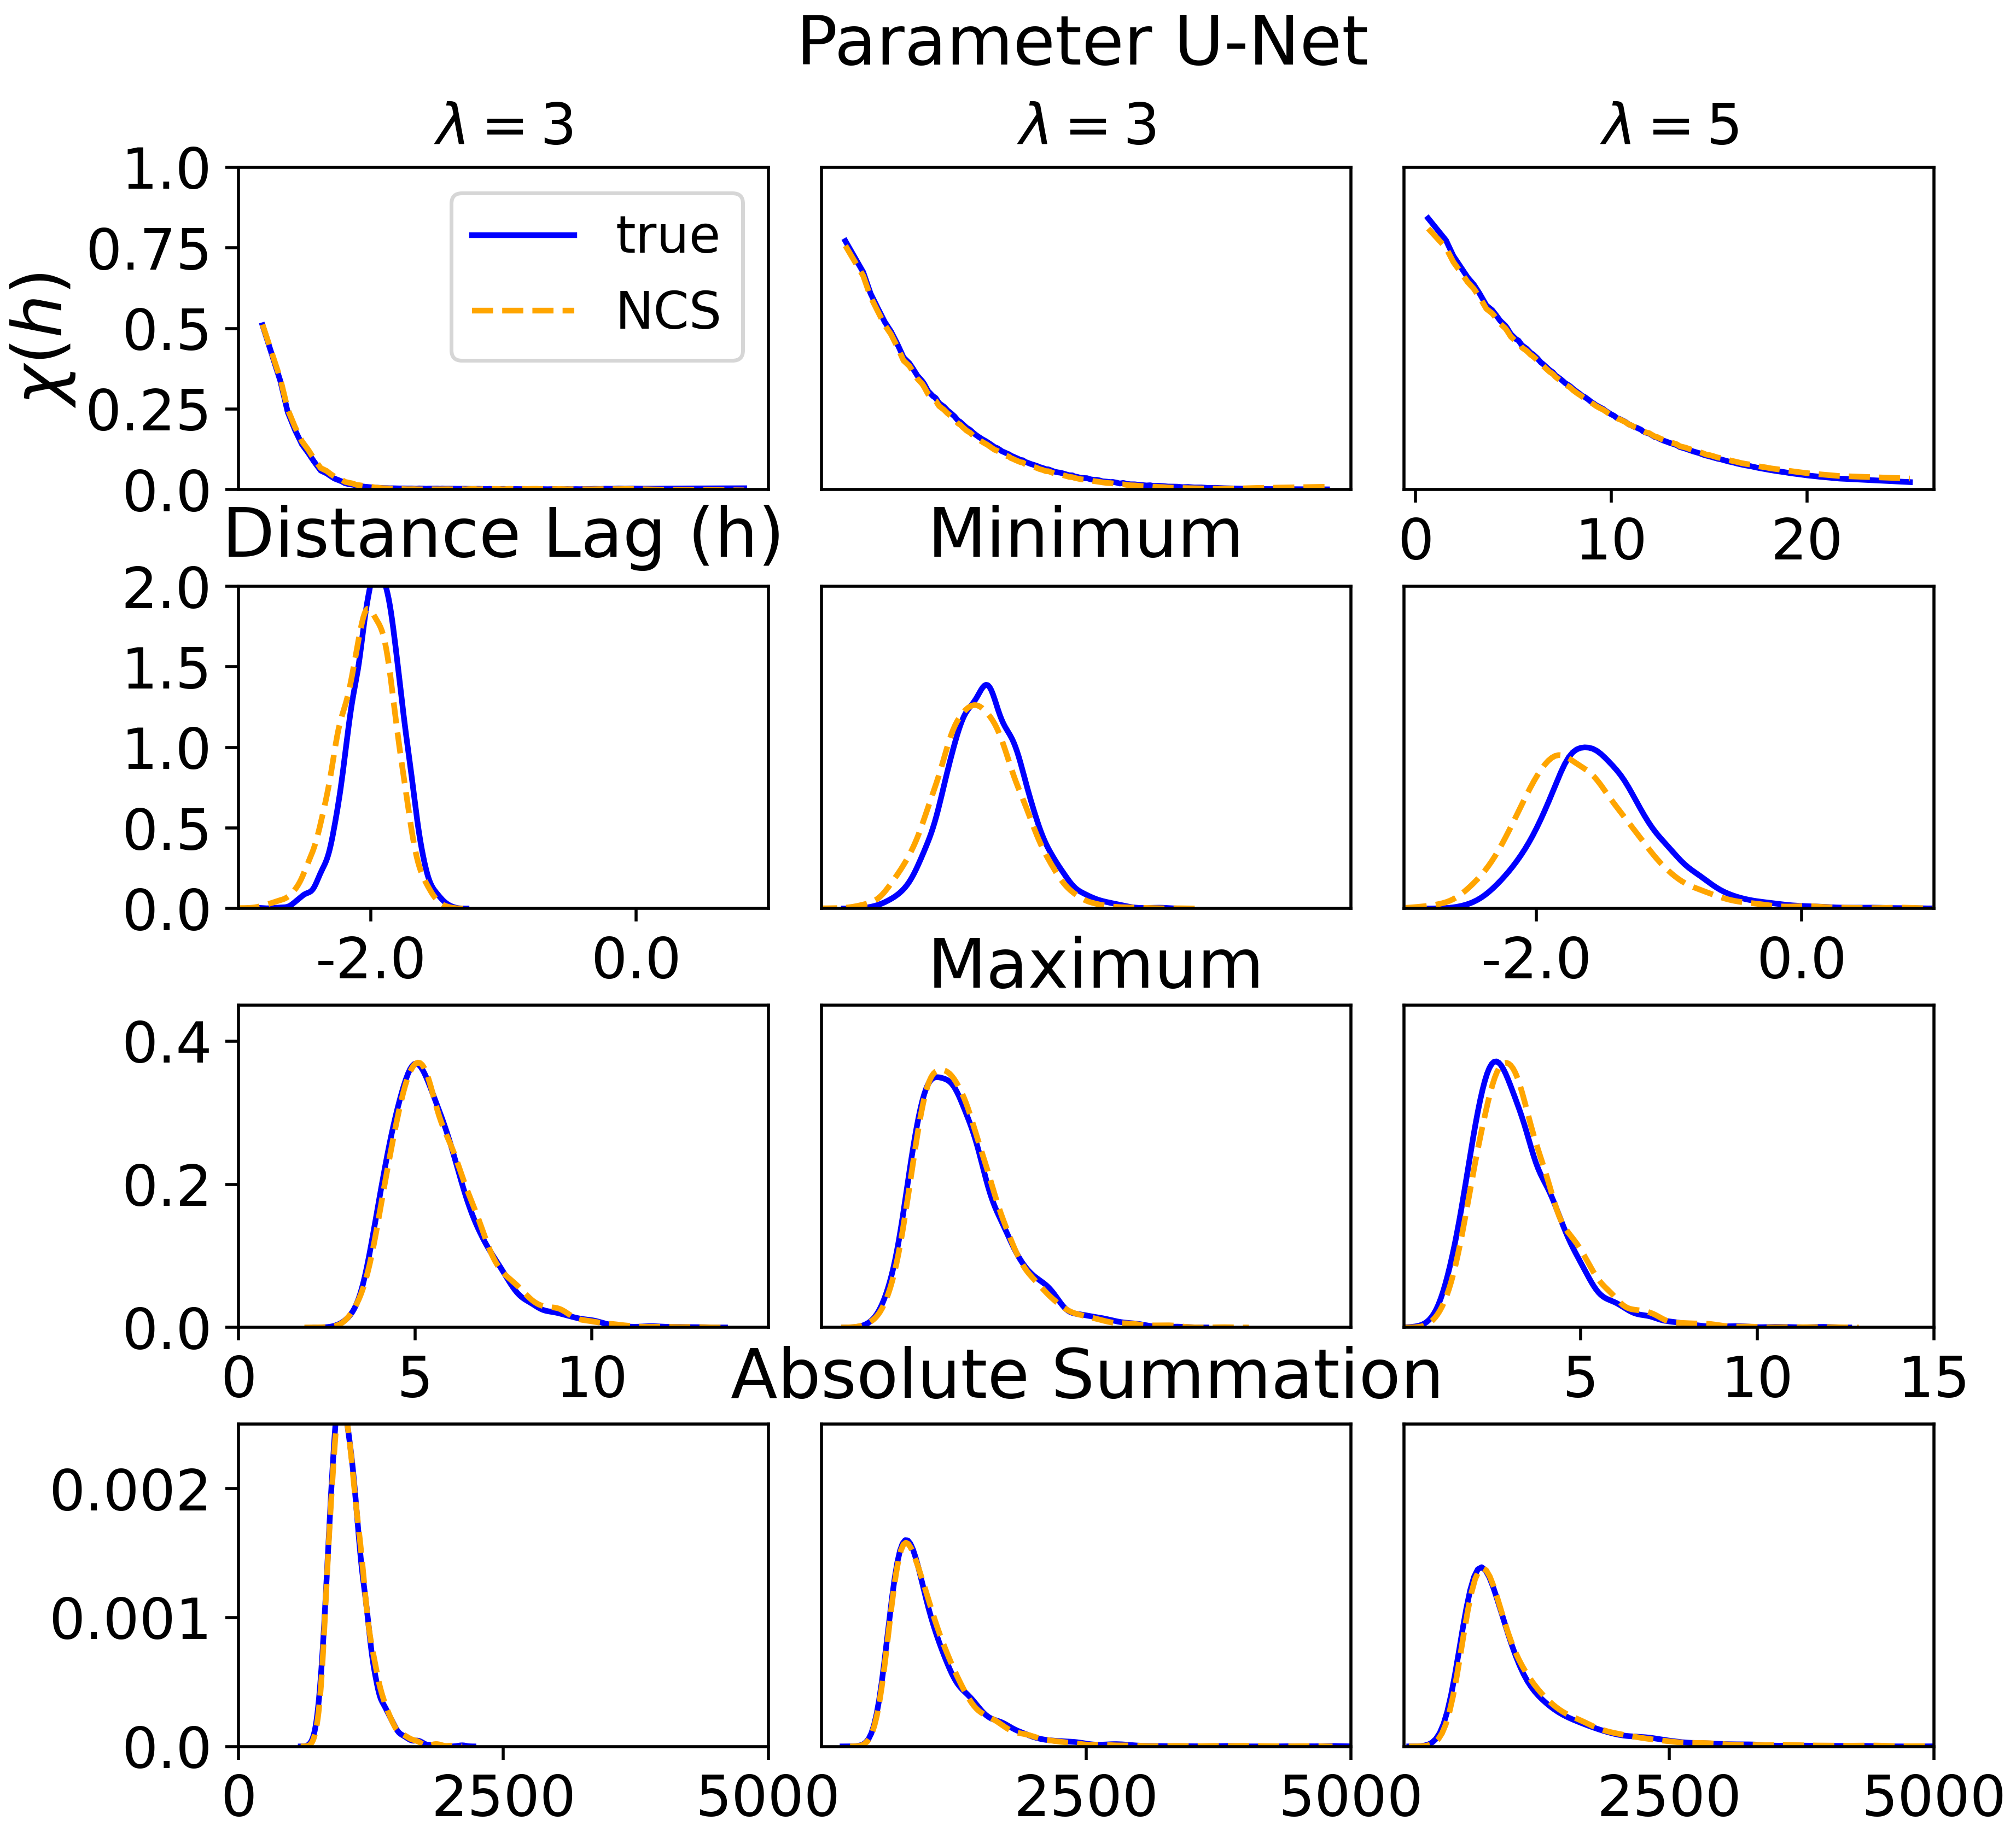 Parameter U-Net
λ = 3 λ = 3 λ = 5
1.0
0.75
0.5
0.25
0.0
χ(h)
true
NCS
0 10 20
Distance Lag (h) Minimum
2.0
1.5
1.0
0.5
0.0
-2.0 0.0 -2.0 0.0
Maximum
0.4
0.2
0.0
0 5 10 5 10 15
Absolute Summation
0.002
0.001
0.0
0 2500 5000 2500 5000 2500 5000